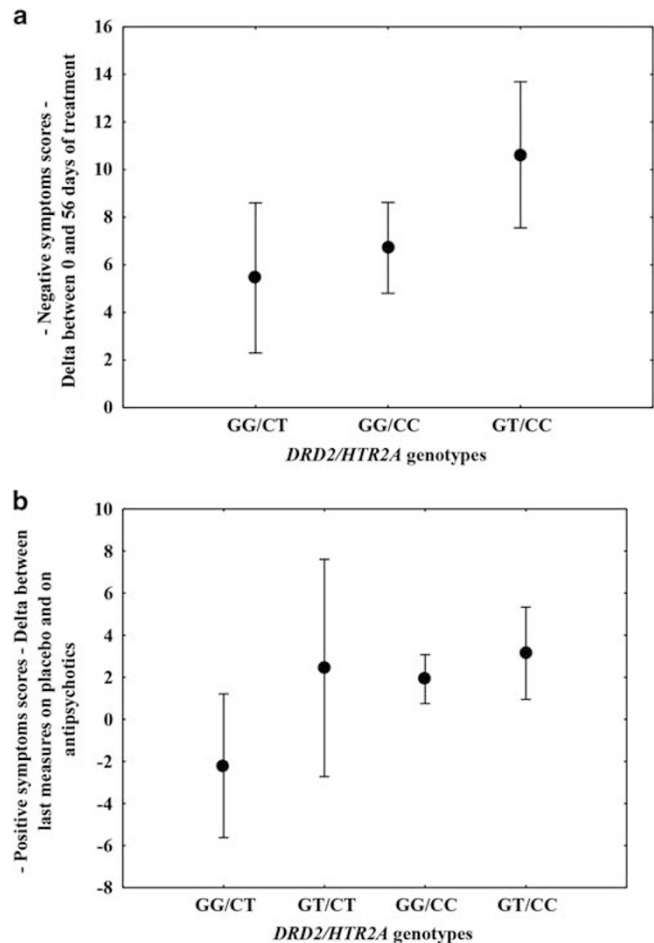 a
- Negative symptoms scores -
Delta between 0 and 56 days of treatment
16
14
12
10
8
6
4
2
0
GG/CT GG/CC GT/CC
DRD2/HTR2A genotypes
b
- Positive symptoms scores - Delta between
last measures on placebo and on
antipsychotics
10
8
6
4
2
0
-2
-4
-6
-8
GG/CT GT/CT GG/CC GT/CC
DRD2/HTR2A genotypes